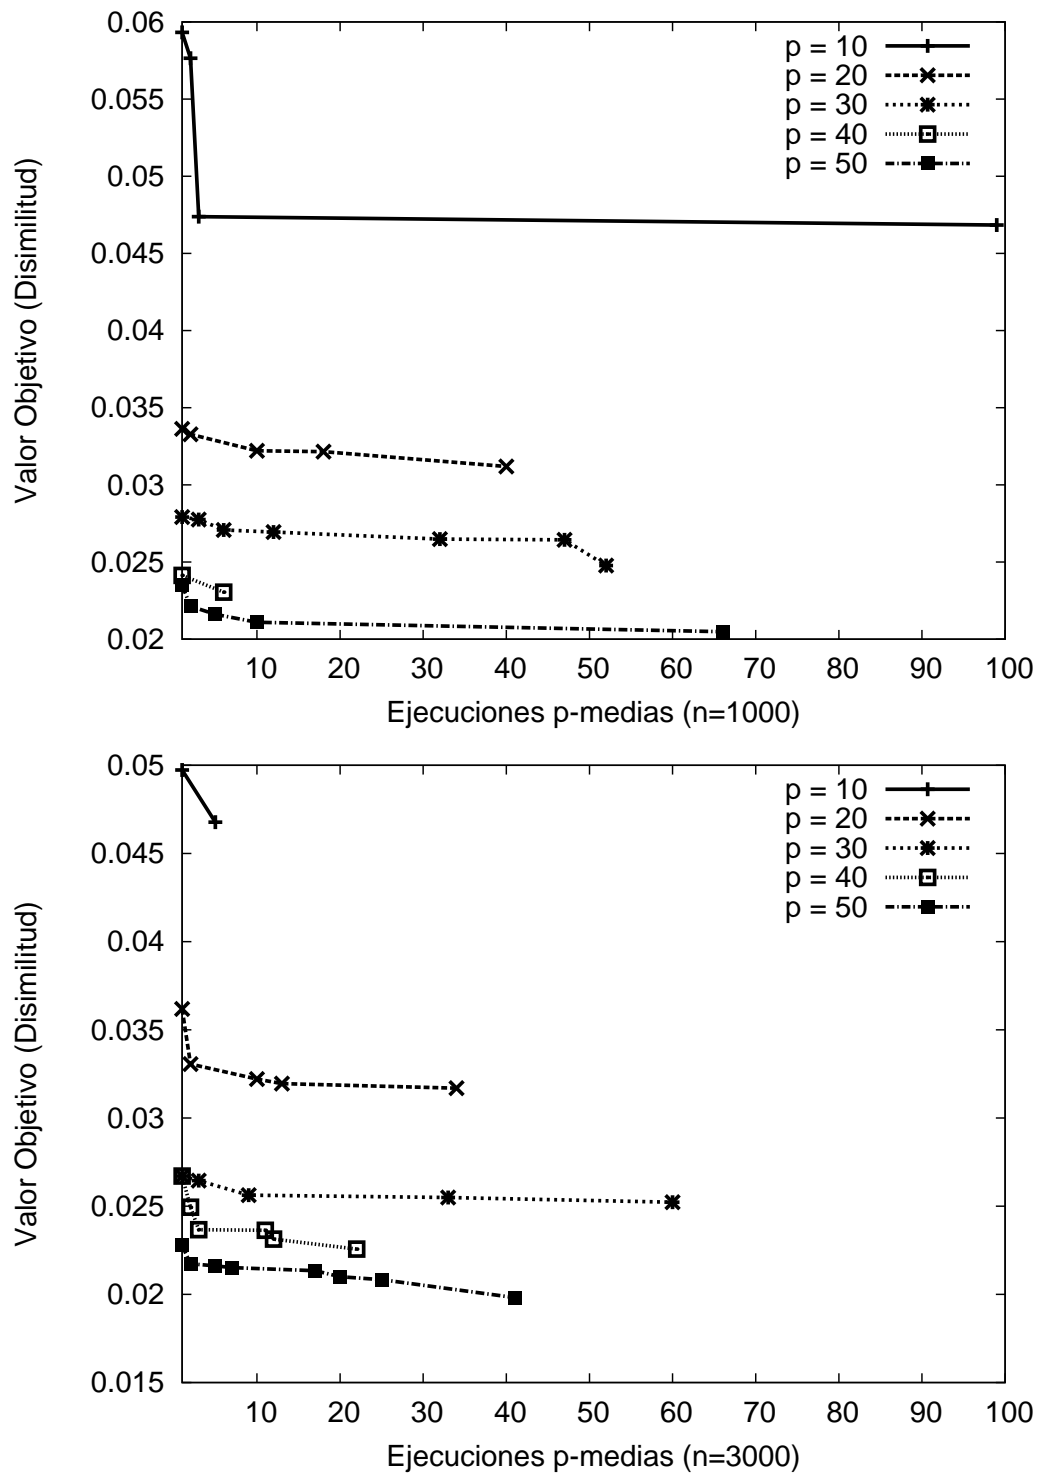 0.06
0.055
0.05
0.045
0.04
0.035
0.03
0.025
0.02
Valor Objetivo (Disimilitud)
p = 10
p = 20
p = 30
p = 40
p = 50
10 20 30 40 50 60 70 80 90 100
Ejecuciones p-medias (n=1000)
0.05
0.045
0.04
0.035
0.03
0.025
0.02
0.015
Valor Objetivo (Disimilitud)
p = 10
p = 20
p = 30
p = 40
p = 50
10 20 30 40 50 60 70 80 90 100
Ejecuciones p-medias (n=3000)